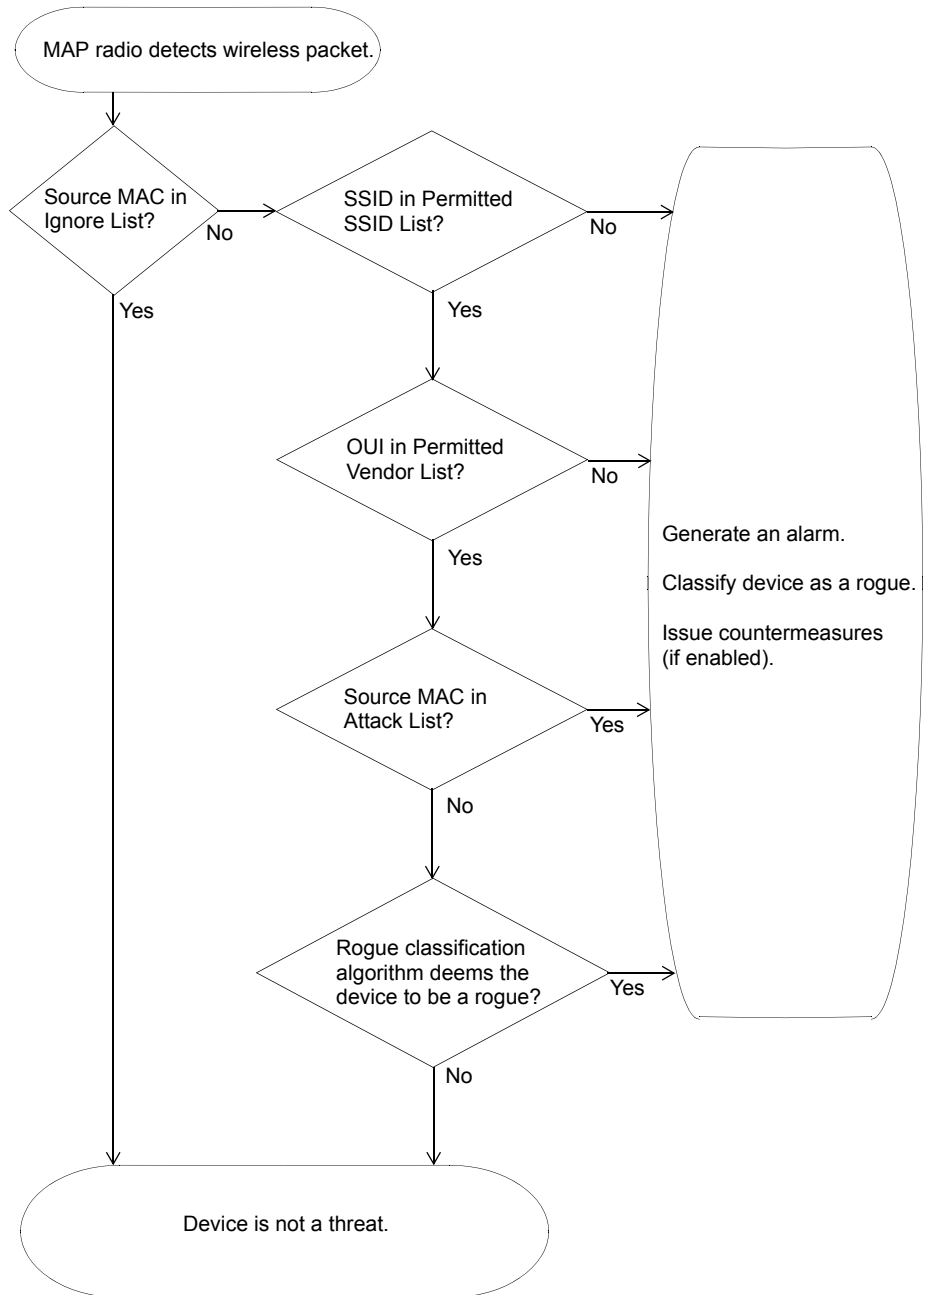 MAP radio detects wireless packet.
Source MAC in
Ignore List?
No
Yes
SSID in Permitted
SSID List?
No
Yes
OUI in Permitted
Vendor List?
No
Yes
Source MAC in
Attack List?
Yes
No
Rogue classification
algorithm deems the
device to be a rogue?
Yes
No
Generate an alarm.
Classify device as a rogue.
Issue countermeasures
(if enabled).
Device is not a threat.